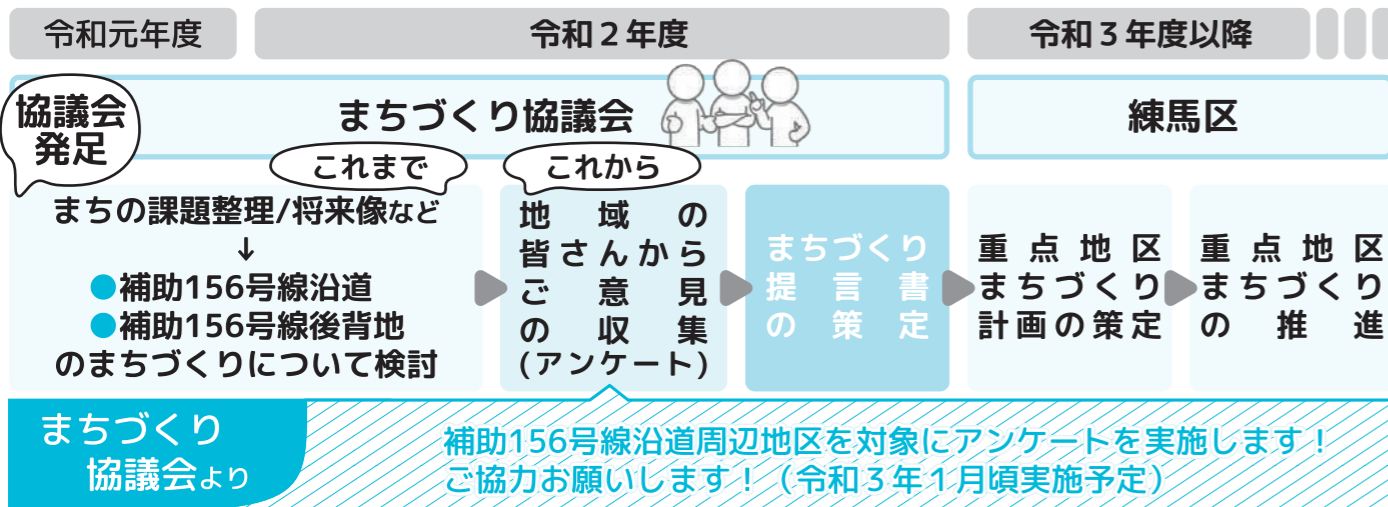 令和元年度
令和２年度
令和３年度以降
協議会
発足
まちづくり協議会
練馬区
これまで
これから
まちの課題整理/将来像など
↓
●補助156号線沿道
●補助156号線後背地
のまちづくりについて検討
地域の
皆さんから
ご意見
の収集
(アンケート)
まちづくり
提言書
の策定
重点地区
まちづくり
計画の策定
重点地区
まちづくり
の推進
まちづくり
協議会より
補助156号線沿道周辺地区を対象にアンケートを実施します！
ご協力お願いします！（令和３年１月頃実施予定）